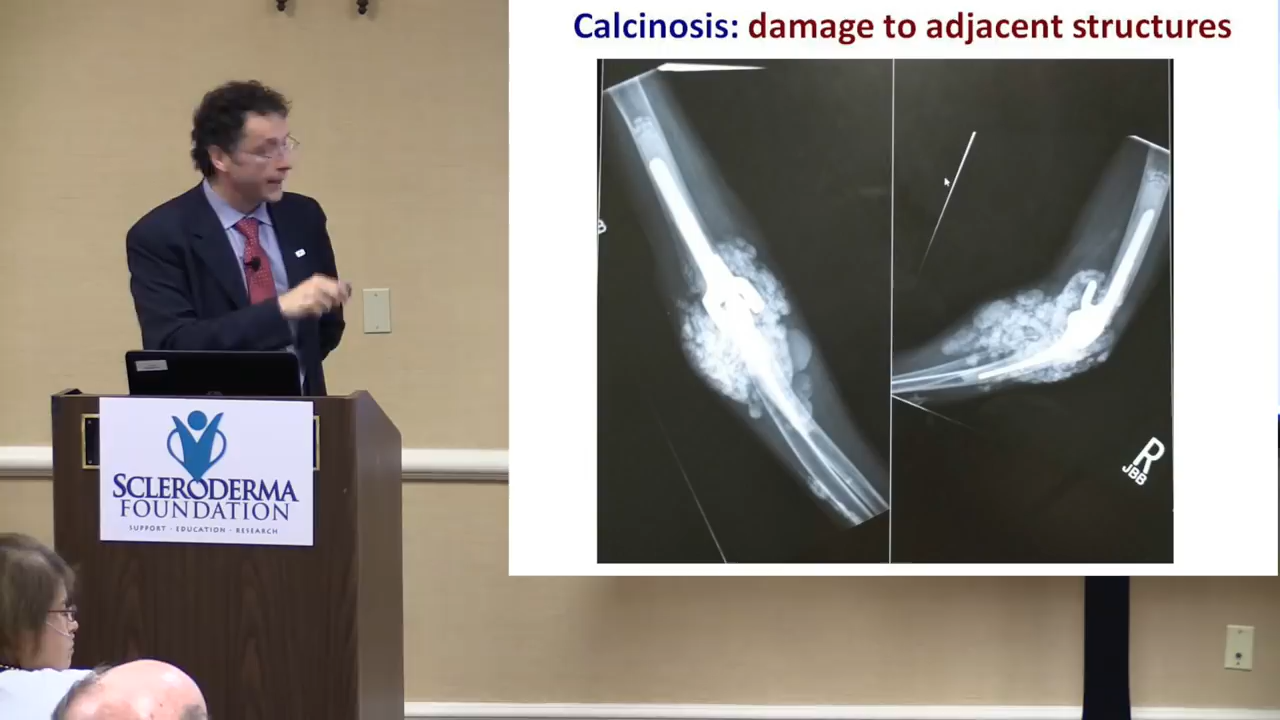 Calcinosis: damage to adjacent structures
B
R
JBB
SCLERODERMA
FOUNDATION
SUPPORT · EDUCATION · RESEARCH